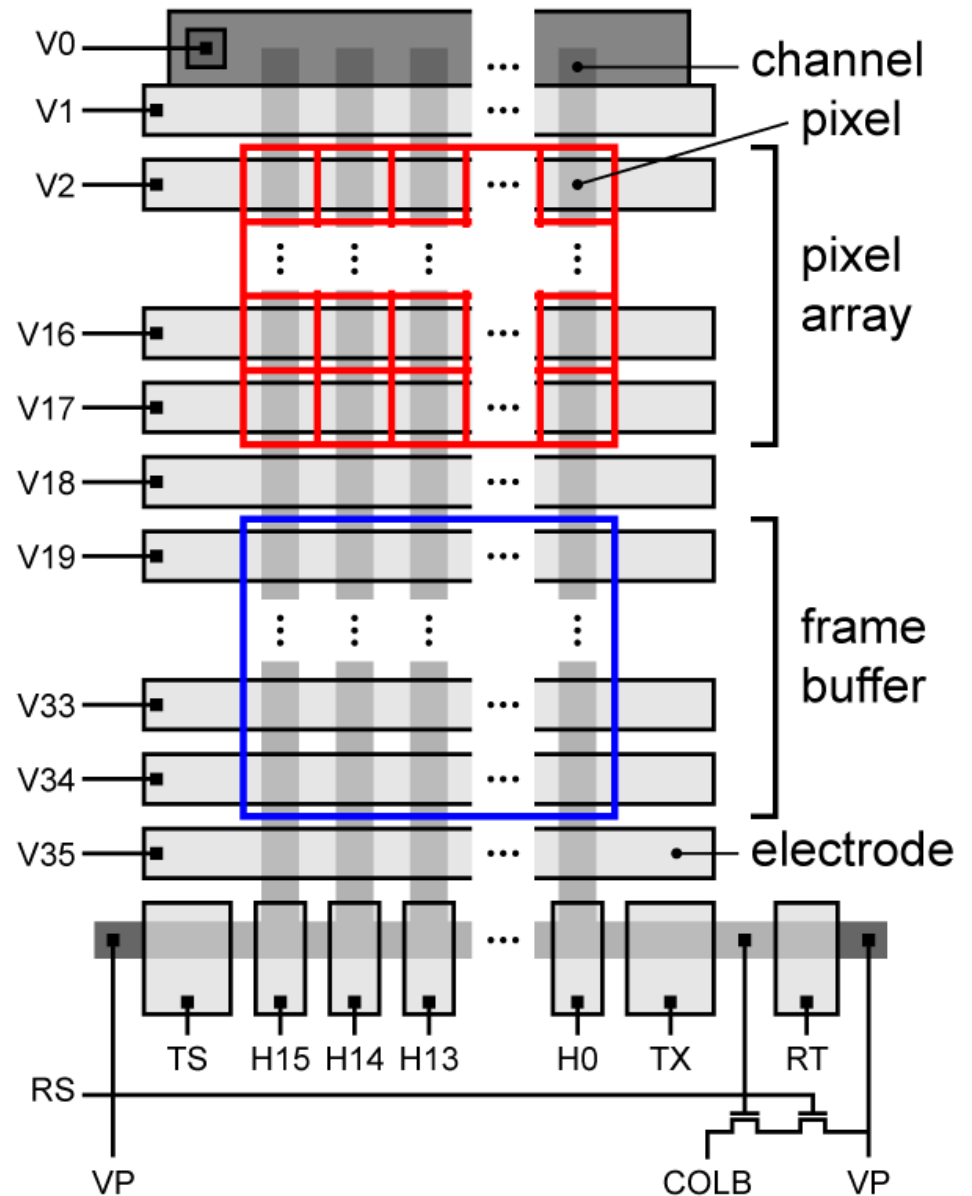 V0
channel
V1
pixel
V2
pixel
array
V16
V17
V18
V19
frame
buffer
V33
V34
V35
electrode
TS H15 H14 H13 H0 TX RT
RS
VP COLB VP